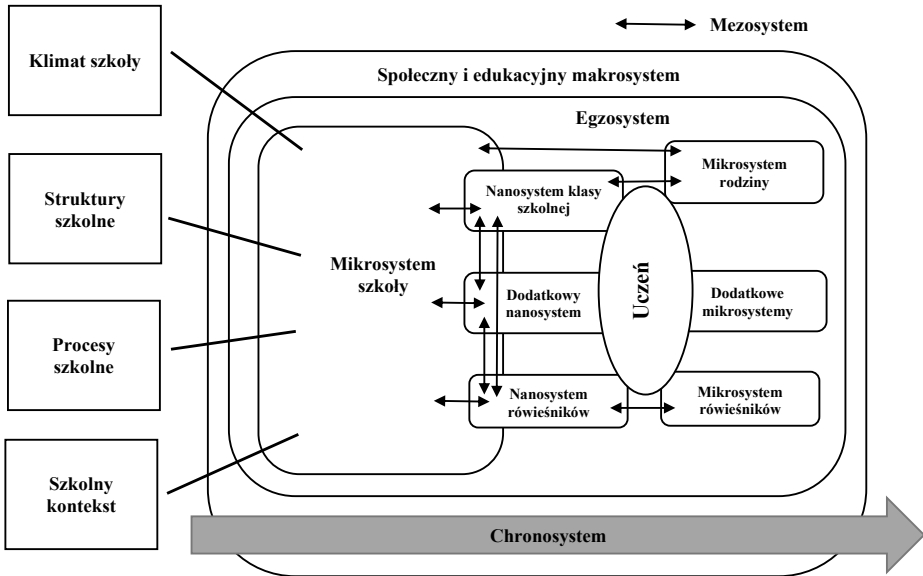 Mezosystem
Klimat szkoły
Społeczny i edukacyjny makrosystem
Egzosystem
Mikrosystem
rodziny
Nanosystem klasy
szkolnej
Struktury
szkolne
Mikrosystem
szkoły
Uczeń
Dodatkowy
nanosystem
Dodatkowe
mikrosystemy
Procesy
szkolne
Nanosystem
rówieśników
Mikrosystem
rówieśników
Szkolny
kontekst
Chronosystem